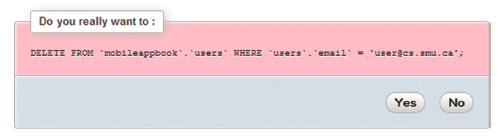 Do you really want to :
DELETE FROM `mobileappbook`.`users` WHERE `users`.`email` = 'user@cs.smu.ca';
Yes No